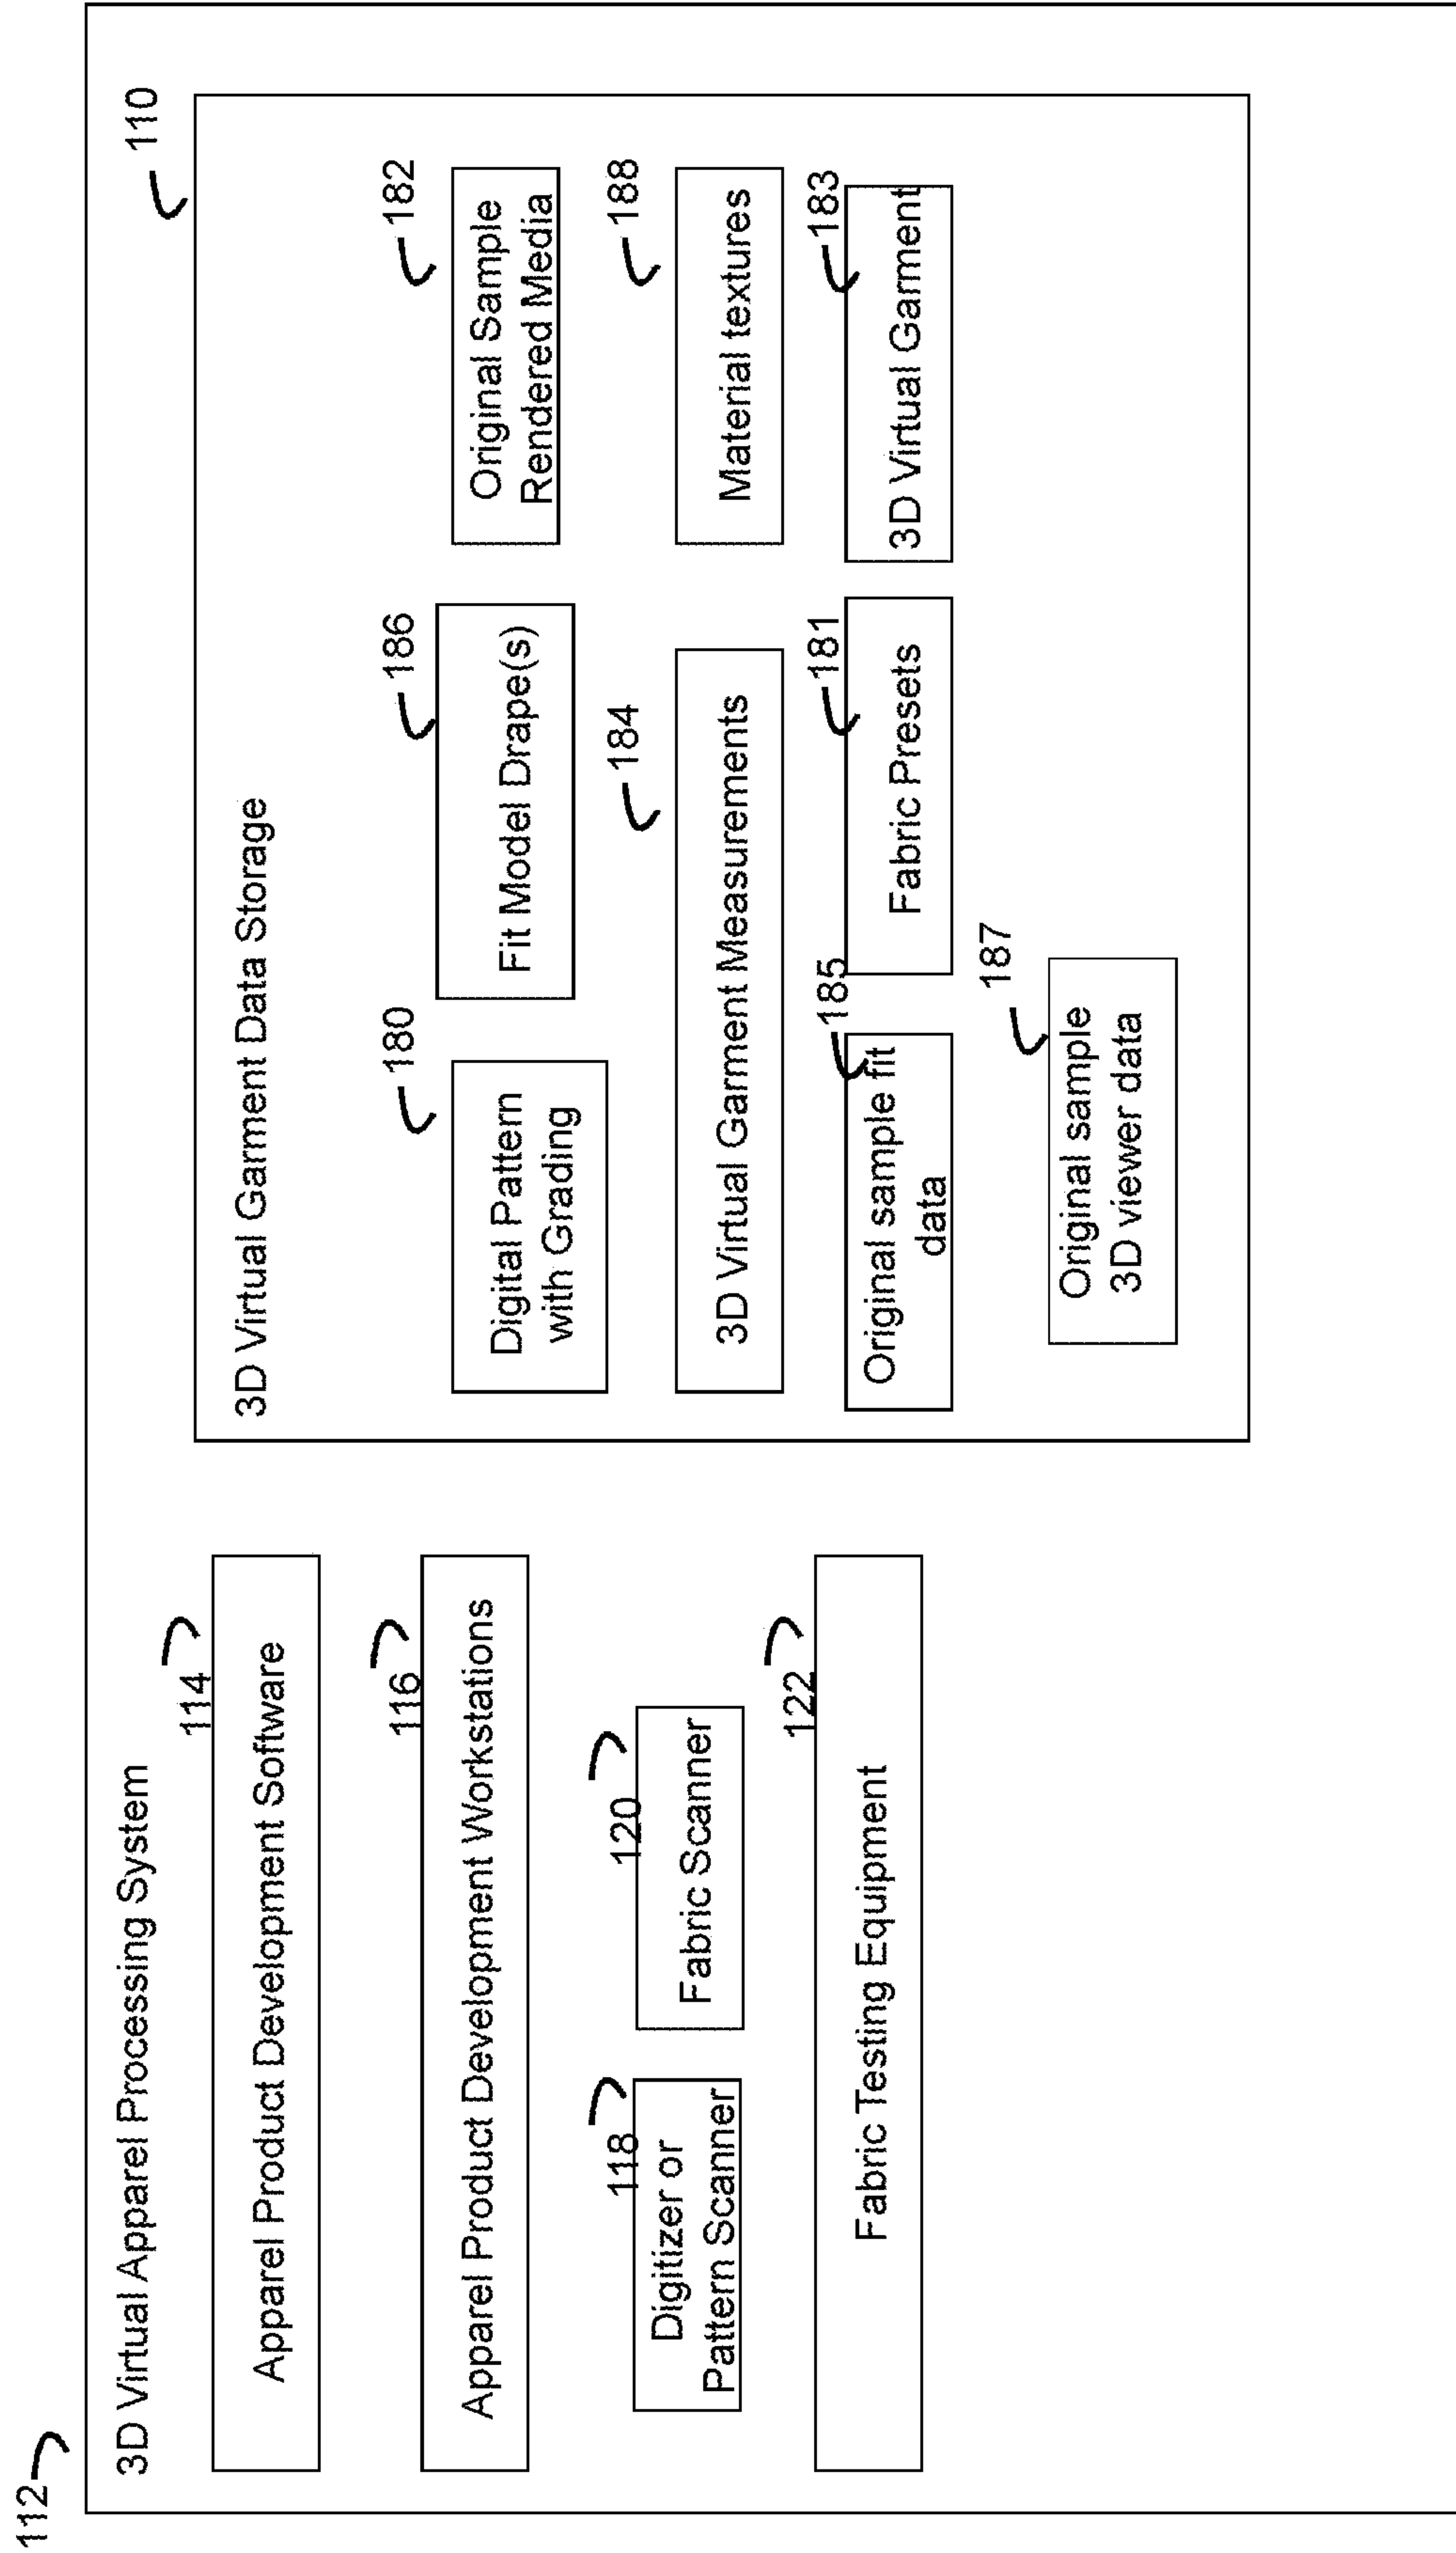 112
3D Virtual Apparel Processing System
114
Apparel Product Development Software
116
Apparel Product Development Workstations
118
Digitizer or
Pattern Scanner
120
Fabric Scanner
122
Fabric Testing Equipment
110
3D Virtual Garment Data Storage
180
Digital Pattern
with Grading
186
Fit Model Drape(s)
182
Original Sample
Rendered Media
184
3D Virtual Garment Measurements
188
Material textures
185
Original sample fit
data
181
Fabric Presets
183
3D Virtual Garment
187
Original sample
3D viewer data